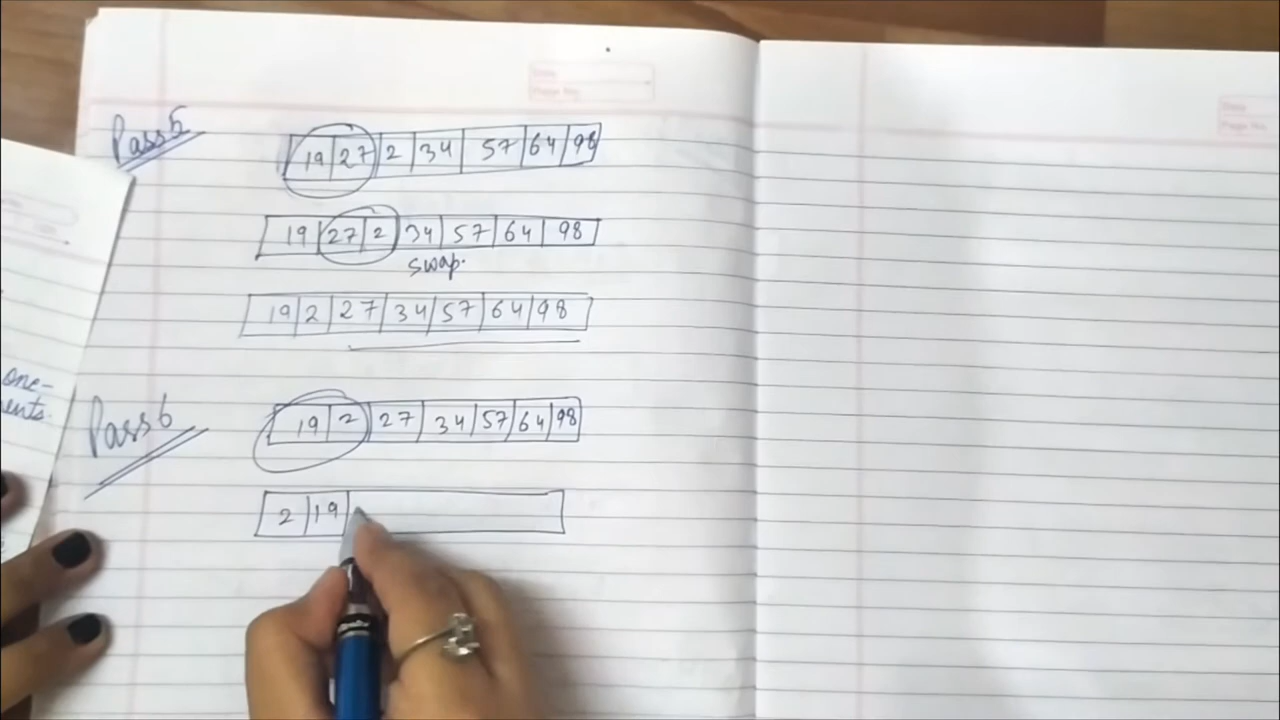 Pass 5
19 27 2 34 57 64 98
19 27 2 34 57 64 98
swap.
19 2 27 34 57 64 98
one-
ents.
Pass 6
19 2 27 34 57 64 98
2 19